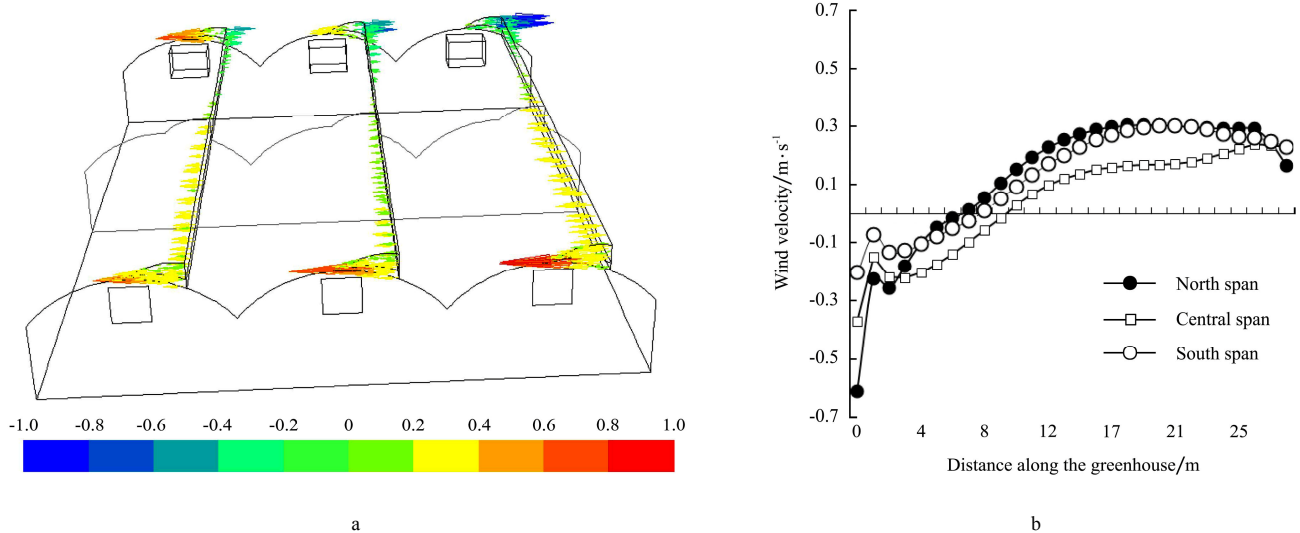 -1.0 -0.8 -0.6 -0.4 -0.2 0 0.2 0.4 0.6 0.8 1.0
a
Wind velocity/m·s⁻¹
0.7
0.5
0.3
0.1
-0.1
-0.3
-0.5
-0.7
North span
Central span
South span
0 4 8 12 17 21 25
Distance along the greenhouse/m
b